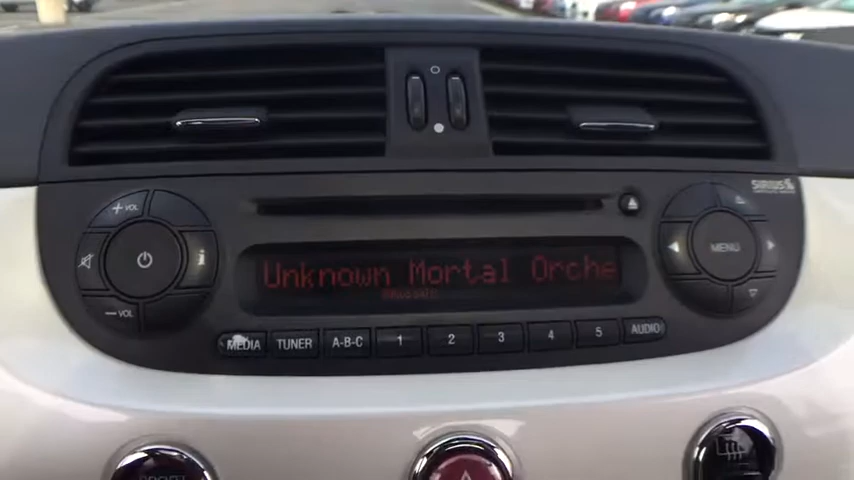 SIRIUS
+ VOL
i
MENU
Unknown Mortal Orche
− VOL
MEDIA TUNER A-B-C 1 2 3 4 5 AUDIO